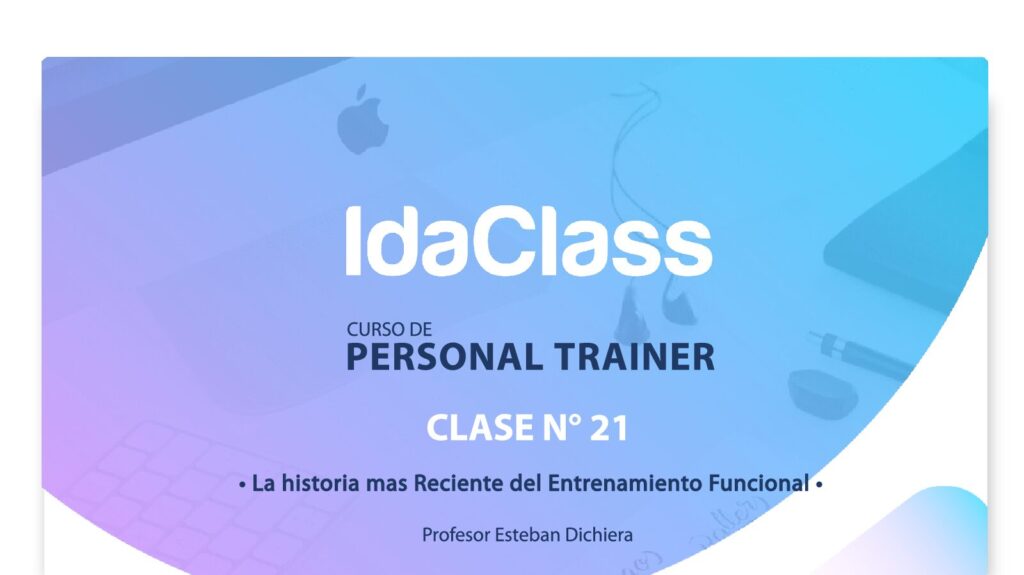 IdaClass
CURSO DE
PERSONAL TRAINER
CLASE N° 21
• La historia mas Reciente del Entrenamiento Funcional •
Profesor Esteban Dichiera